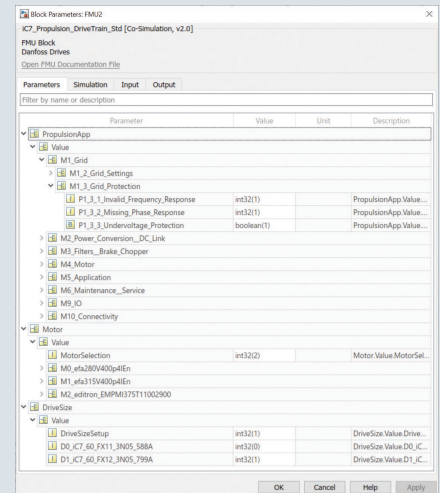 Block Parameters: FMU2
iC7_Propulsion_DriveTrain_Std [Co-Simulation, v2.0]
FMU Block
Danfoss Drives
Open FMU Documentation File
Parameters Simulation Input Output
Filter by name or description
Parameter Value Unit Description
PropulsionApp
Value
M1_Grid
M1_2_Grid_Settings
M1_3_Grid_Protection
P1_3_1_Invalid_Frequency_Response int32(1) PropulsionApp.Value....
P1_3_2_Missing_Phase_Response int32(1) PropulsionApp.Value....
P1_3_3_Undervoltage_Protection boolean(1) PropulsionApp.Value....
M2_Power_Conversion__DC_Link
M3_Filters__Brake_Chopper
M4_Motor
M5_Application
M6_Maintenance__Service
M9_IO
M10_Connectivity
Motor
Value
MotorSelection int32(2) Motor.Value.MotorSel...
M0_efa280V400p4IEn
M1_efa315V400p4IEn
M2_editron_EMPMI375T11002900
DriveSize
Value
DriveSizeSetup int32(1) DriveSize.Value.Drive...
D0_iC7_60_FX11_3N05_588A int32(0) DriveSize.Value.D0_iC...
D1_iC7_60_FX12_3N05_799A int32(1) DriveSize.Value.D1_iC...
OK Cancel Help Apply